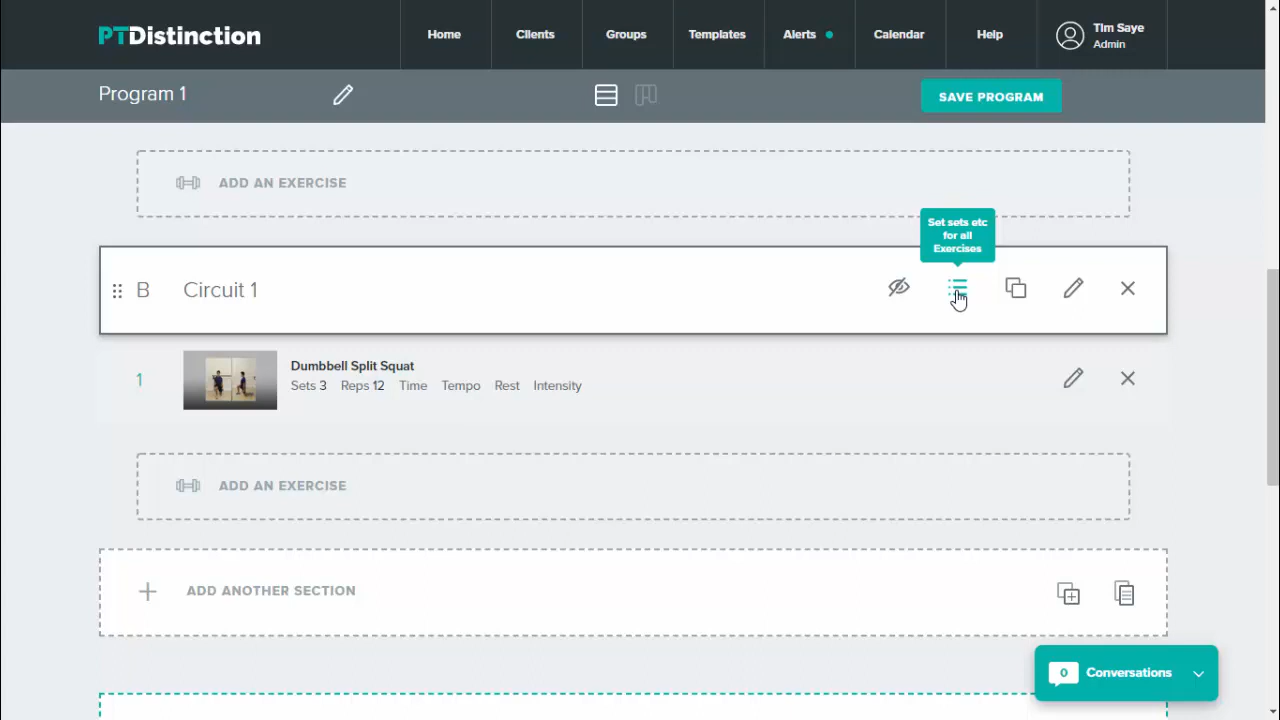 PTDistinction
Home
Clients
Groups
Templates
Alerts
Calendar
Help
Tim Saye
Admin
Program 1
SAVE PROGRAM
ADD AN EXERCISE
Set sets etc
for all
Exercises
B
Circuit 1
1
Dumbbell Split Squat
Sets 3 Reps 12 Time Tempo Rest Intensity
ADD AN EXERCISE
ADD ANOTHER SECTION
0 Conversations